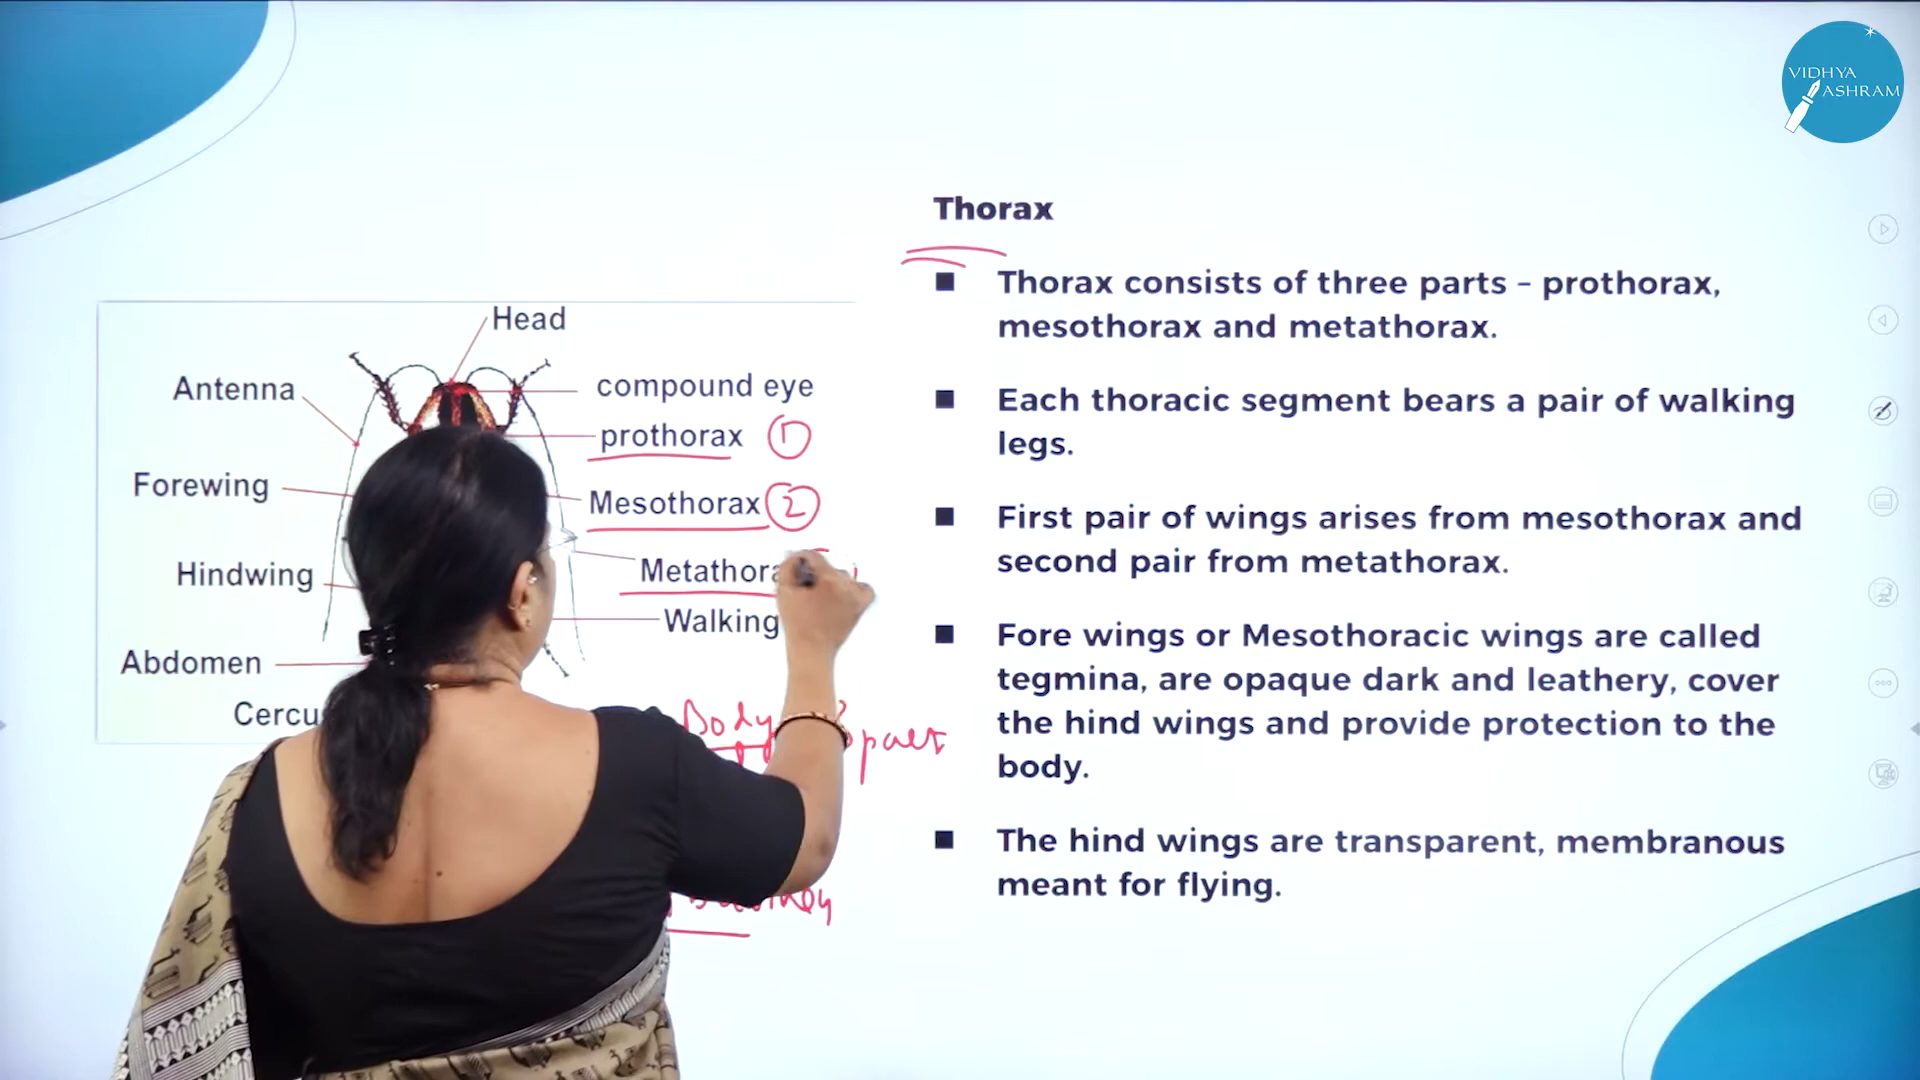 VIDHYA
ASHRAM
Thorax
Thorax consists of three parts – prothorax,
mesothorax and metathorax.
Each thoracic segment bears a pair of walking
legs.
First pair of wings arises from mesothorax and
second pair from metathorax.
Fore wings or Mesothoracic wings are called
tegmina, are opaque dark and leathery, cover
the hind wings and provide protection to the
body.
The hind wings are transparent, membranous
meant for flying.
Head
Antenna
compound eye
prothorax 1
Forewing
Mesothorax 2
Hindwing
Metathora
Walking
Abdomen
Cercu
Body 3 part